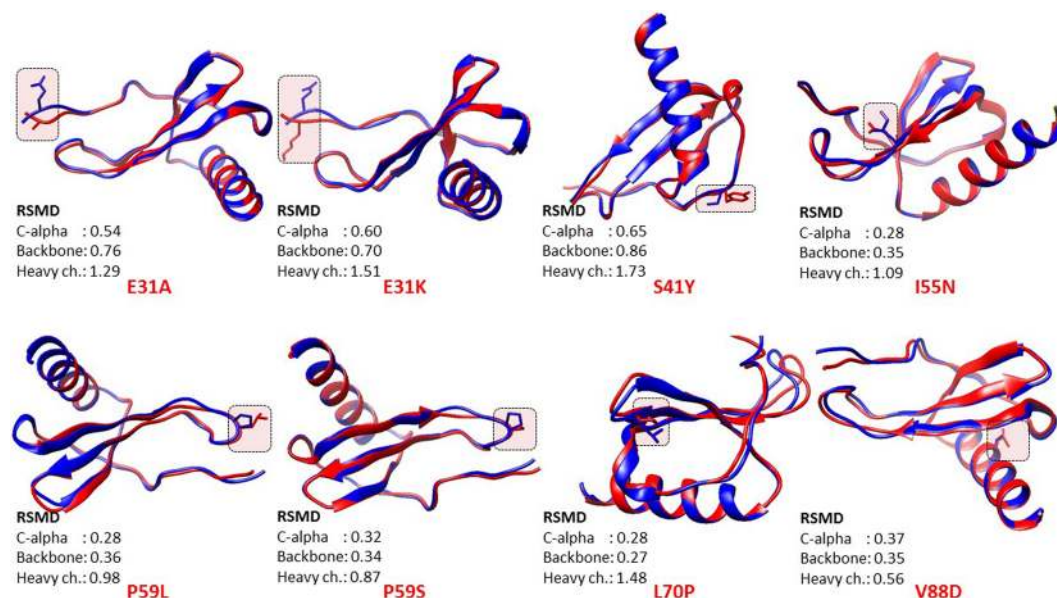 RSMD
C-alpha : 0.54
Backbone: 0.76
Heavy ch.: 1.29
E31A
RSMD
C-alpha : 0.60
Backbone: 0.70
Heavy ch.: 1.51
E31K
RSMD
C-alpha : 0.65
Backbone: 0.86
Heavy ch.: 1.73
S41Y
RSMD
C-alpha : 0.28
Backbone: 0.35
Heavy ch.: 1.09
I55N
RSMD
C-alpha : 0.28
Backbone: 0.36
Heavy ch.: 0.98
P59L
RSMD
C-alpha : 0.32
Backbone: 0.34
Heavy ch.: 0.87
P59S
RSMD
C-alpha : 0.28
Backbone: 0.27
Heavy ch.: 1.48
L70P
RSMD
C-alpha : 0.37
Backbone: 0.35
Heavy ch.: 0.56
V88D